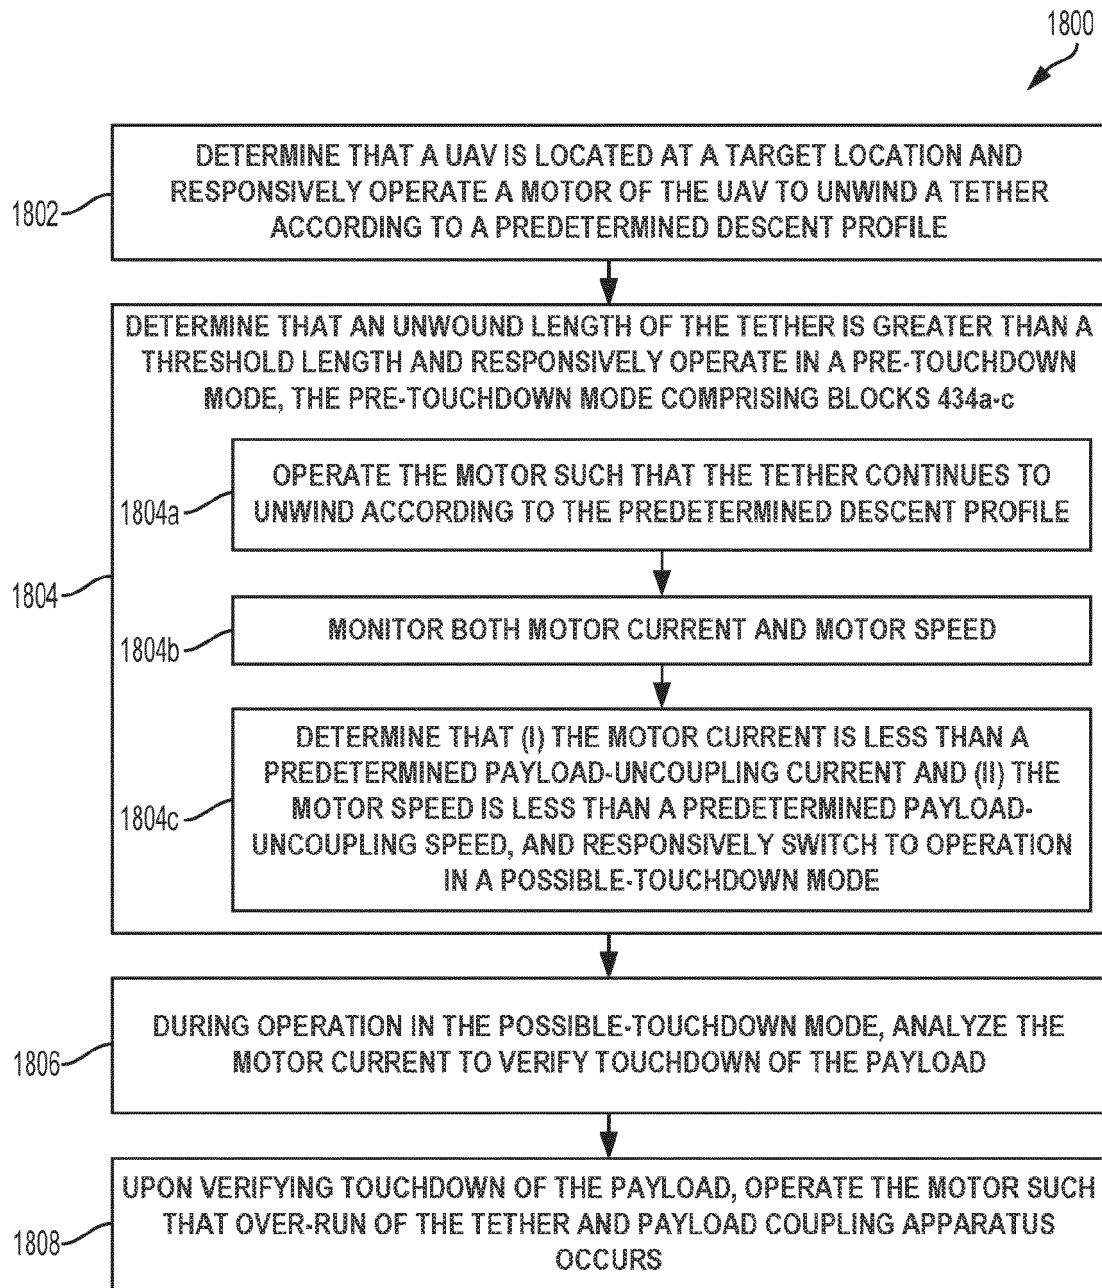 1800
DETERMINE THAT A UAV IS LOCATED AT A TARGET LOCATION AND
RESPONSIVELY OPERATE A MOTOR OF THE UAV TO UNWIND A TETHER
ACCORDING TO A PREDETERMINED DESCENT PROFILE
1802
DETERMINE THAT AN UNWOUND LENGTH OF THE TETHER IS GREATER THAN A
THRESHOLD LENGTH AND RESPONSIVELY OPERATE IN A PRE-TOUCHDOWN
MODE, THE PRE-TOUCHDOWN MODE COMPRISING BLOCKS 434a-c
1804
OPERATE THE MOTOR SUCH THAT THE TETHER CONTINUES TO
UNWIND ACCORDING TO THE PREDETERMINED DESCENT PROFILE
1804a
MONITOR BOTH MOTOR CURRENT AND MOTOR SPEED
1804b
DETERMINE THAT (I) THE MOTOR CURRENT IS LESS THAN A
PREDETERMINED PAYLOAD-UNCOUPLING CURRENT AND (II) THE
MOTOR SPEED IS LESS THAN A PREDETERMINED PAYLOAD-
UNCOUPLING SPEED, AND RESPONSIVELY SWITCH TO OPERATION
IN A POSSIBLE-TOUCHDOWN MODE
1804c
DURING OPERATION IN THE POSSIBLE-TOUCHDOWN MODE, ANALYZE THE
MOTOR CURRENT TO VERIFY TOUCHDOWN OF THE PAYLOAD
1806
UPON VERIFYING TOUCHDOWN OF THE PAYLOAD, OPERATE THE MOTOR SUCH
THAT OVER-RUN OF THE TETHER AND PAYLOAD COUPLING APPARATUS
OCCURS
1808